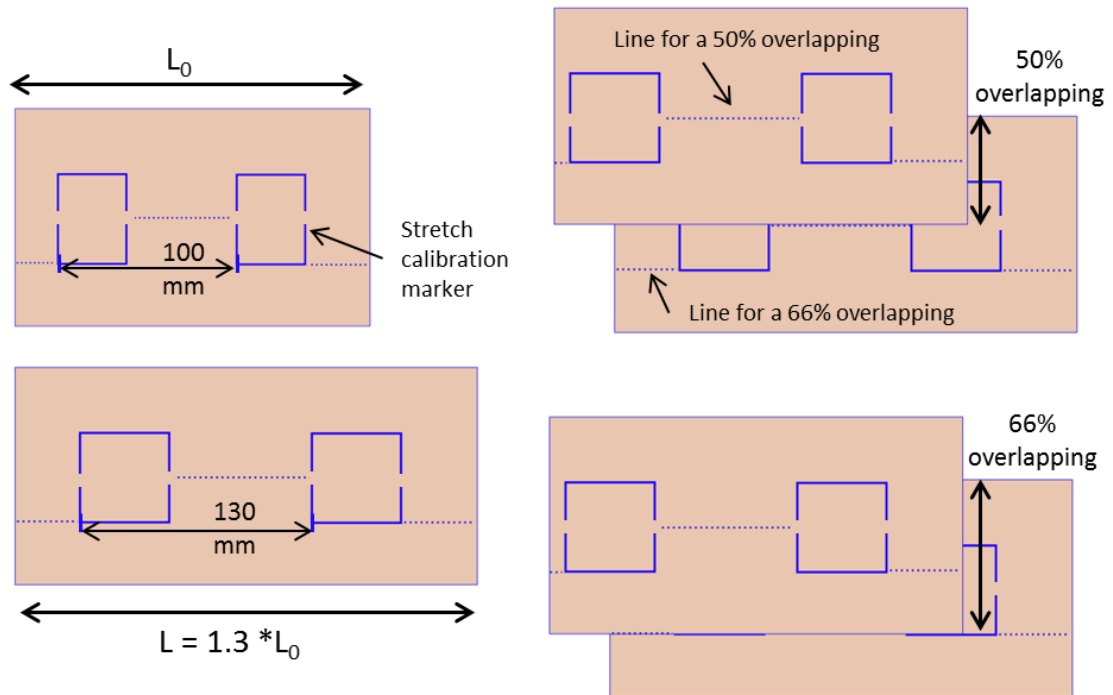 L₀
100
mm
Stretch
calibration
marker
130
mm
L = 1.3 *L₀
Line for a 50% overlapping
50%
overlapping
Line for a 66% overlapping
66%
overlapping